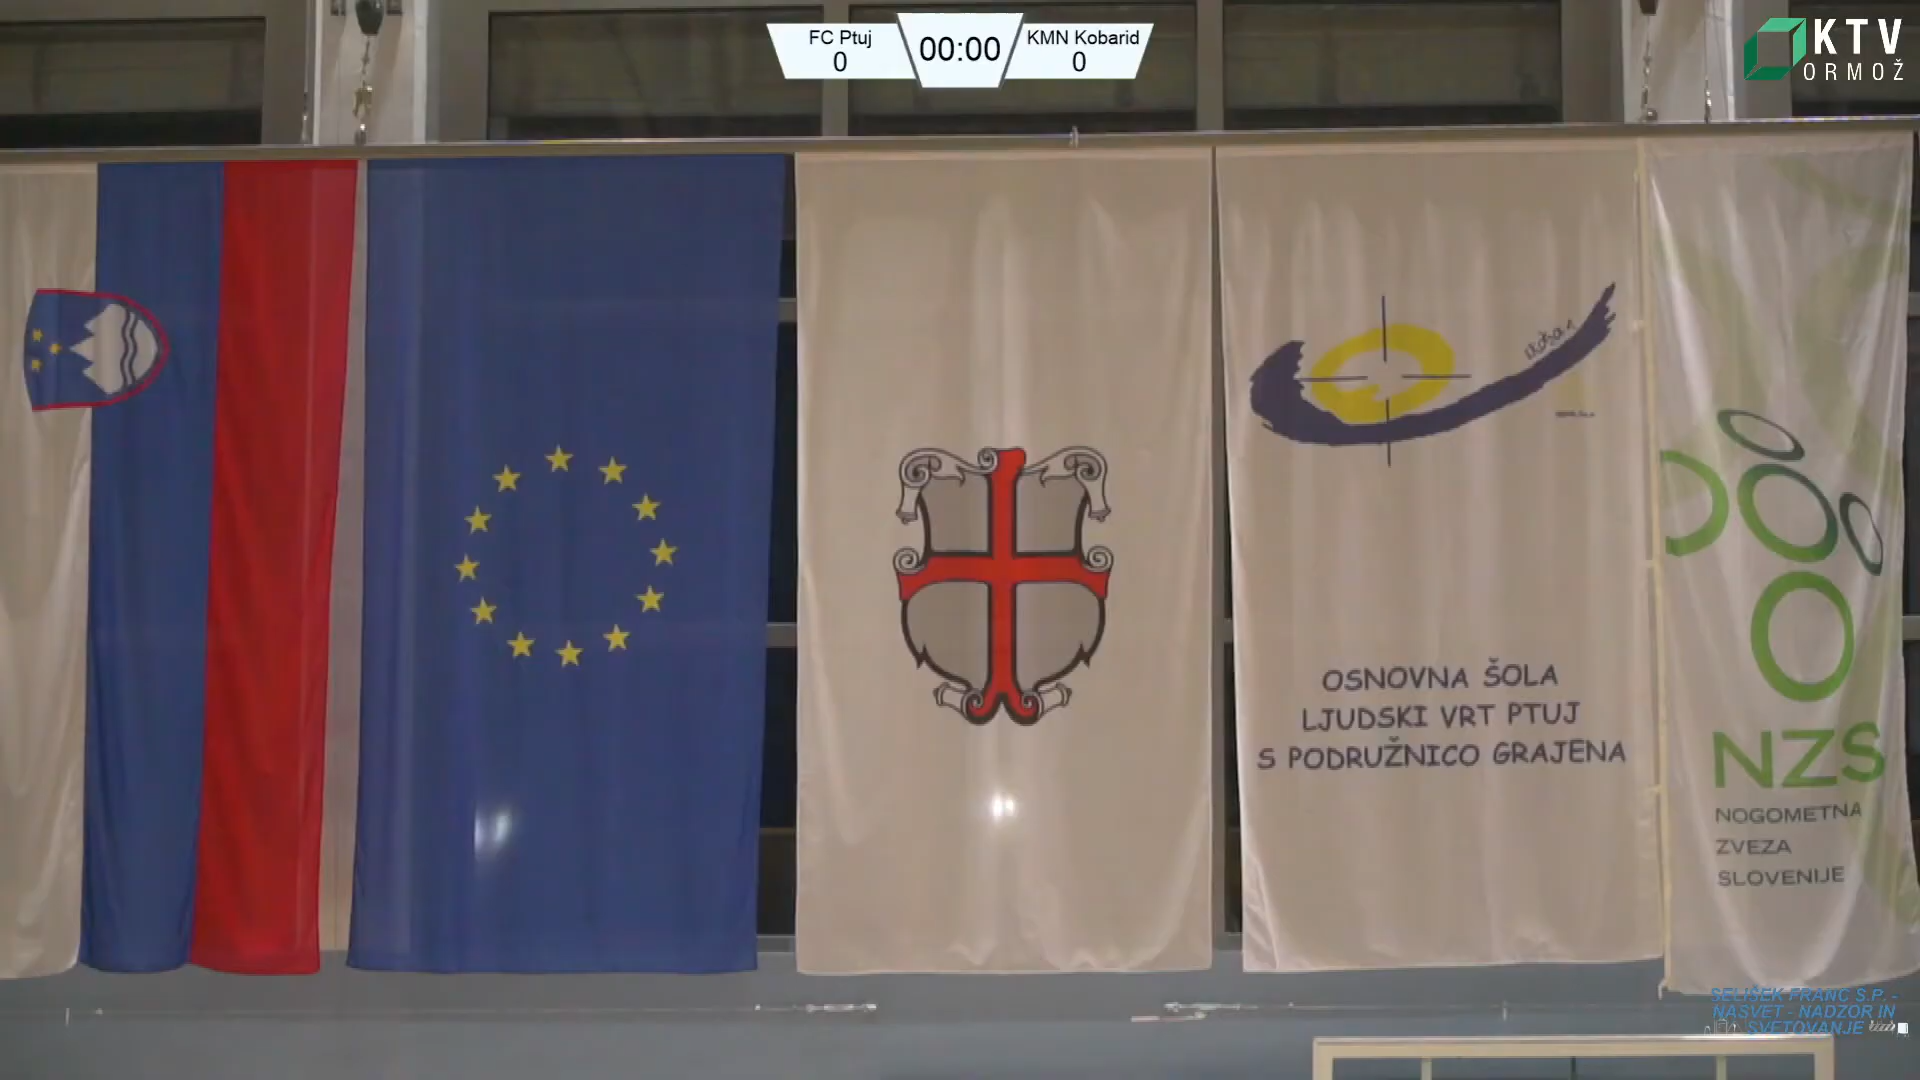 FC Ptuj
0
00:00
KMN Kobarid
0
KTV
ORMOŽ
OSNOVNA ŠOLA
LJUDSKI VRT PTUJ
S PODRUŽNICO GRAJENA
NZS
NOGOMETNA
ZVEZA
SLOVENIJE
SELIŠEK FRANC S.P. -
NASVET - NADZOR IN
SVETOVANJE